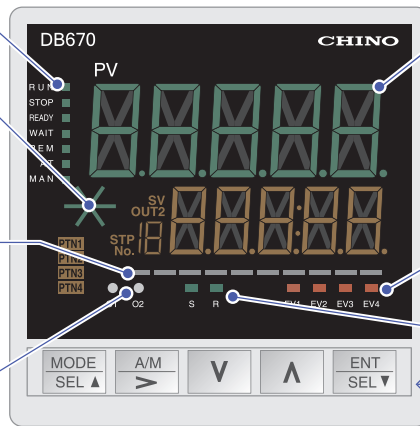 DB670 CHINO
PV
RUN
STOP
READY
WAIT
REM
AT
MAN
SV
OUT2
STP
No.
PTN1
PTN2
PTN3
PTN4
O1 O2 S R EV1 EV2 EV3 EV4
MODE A/M V Λ ENT
SEL ▲ > SEL ▼